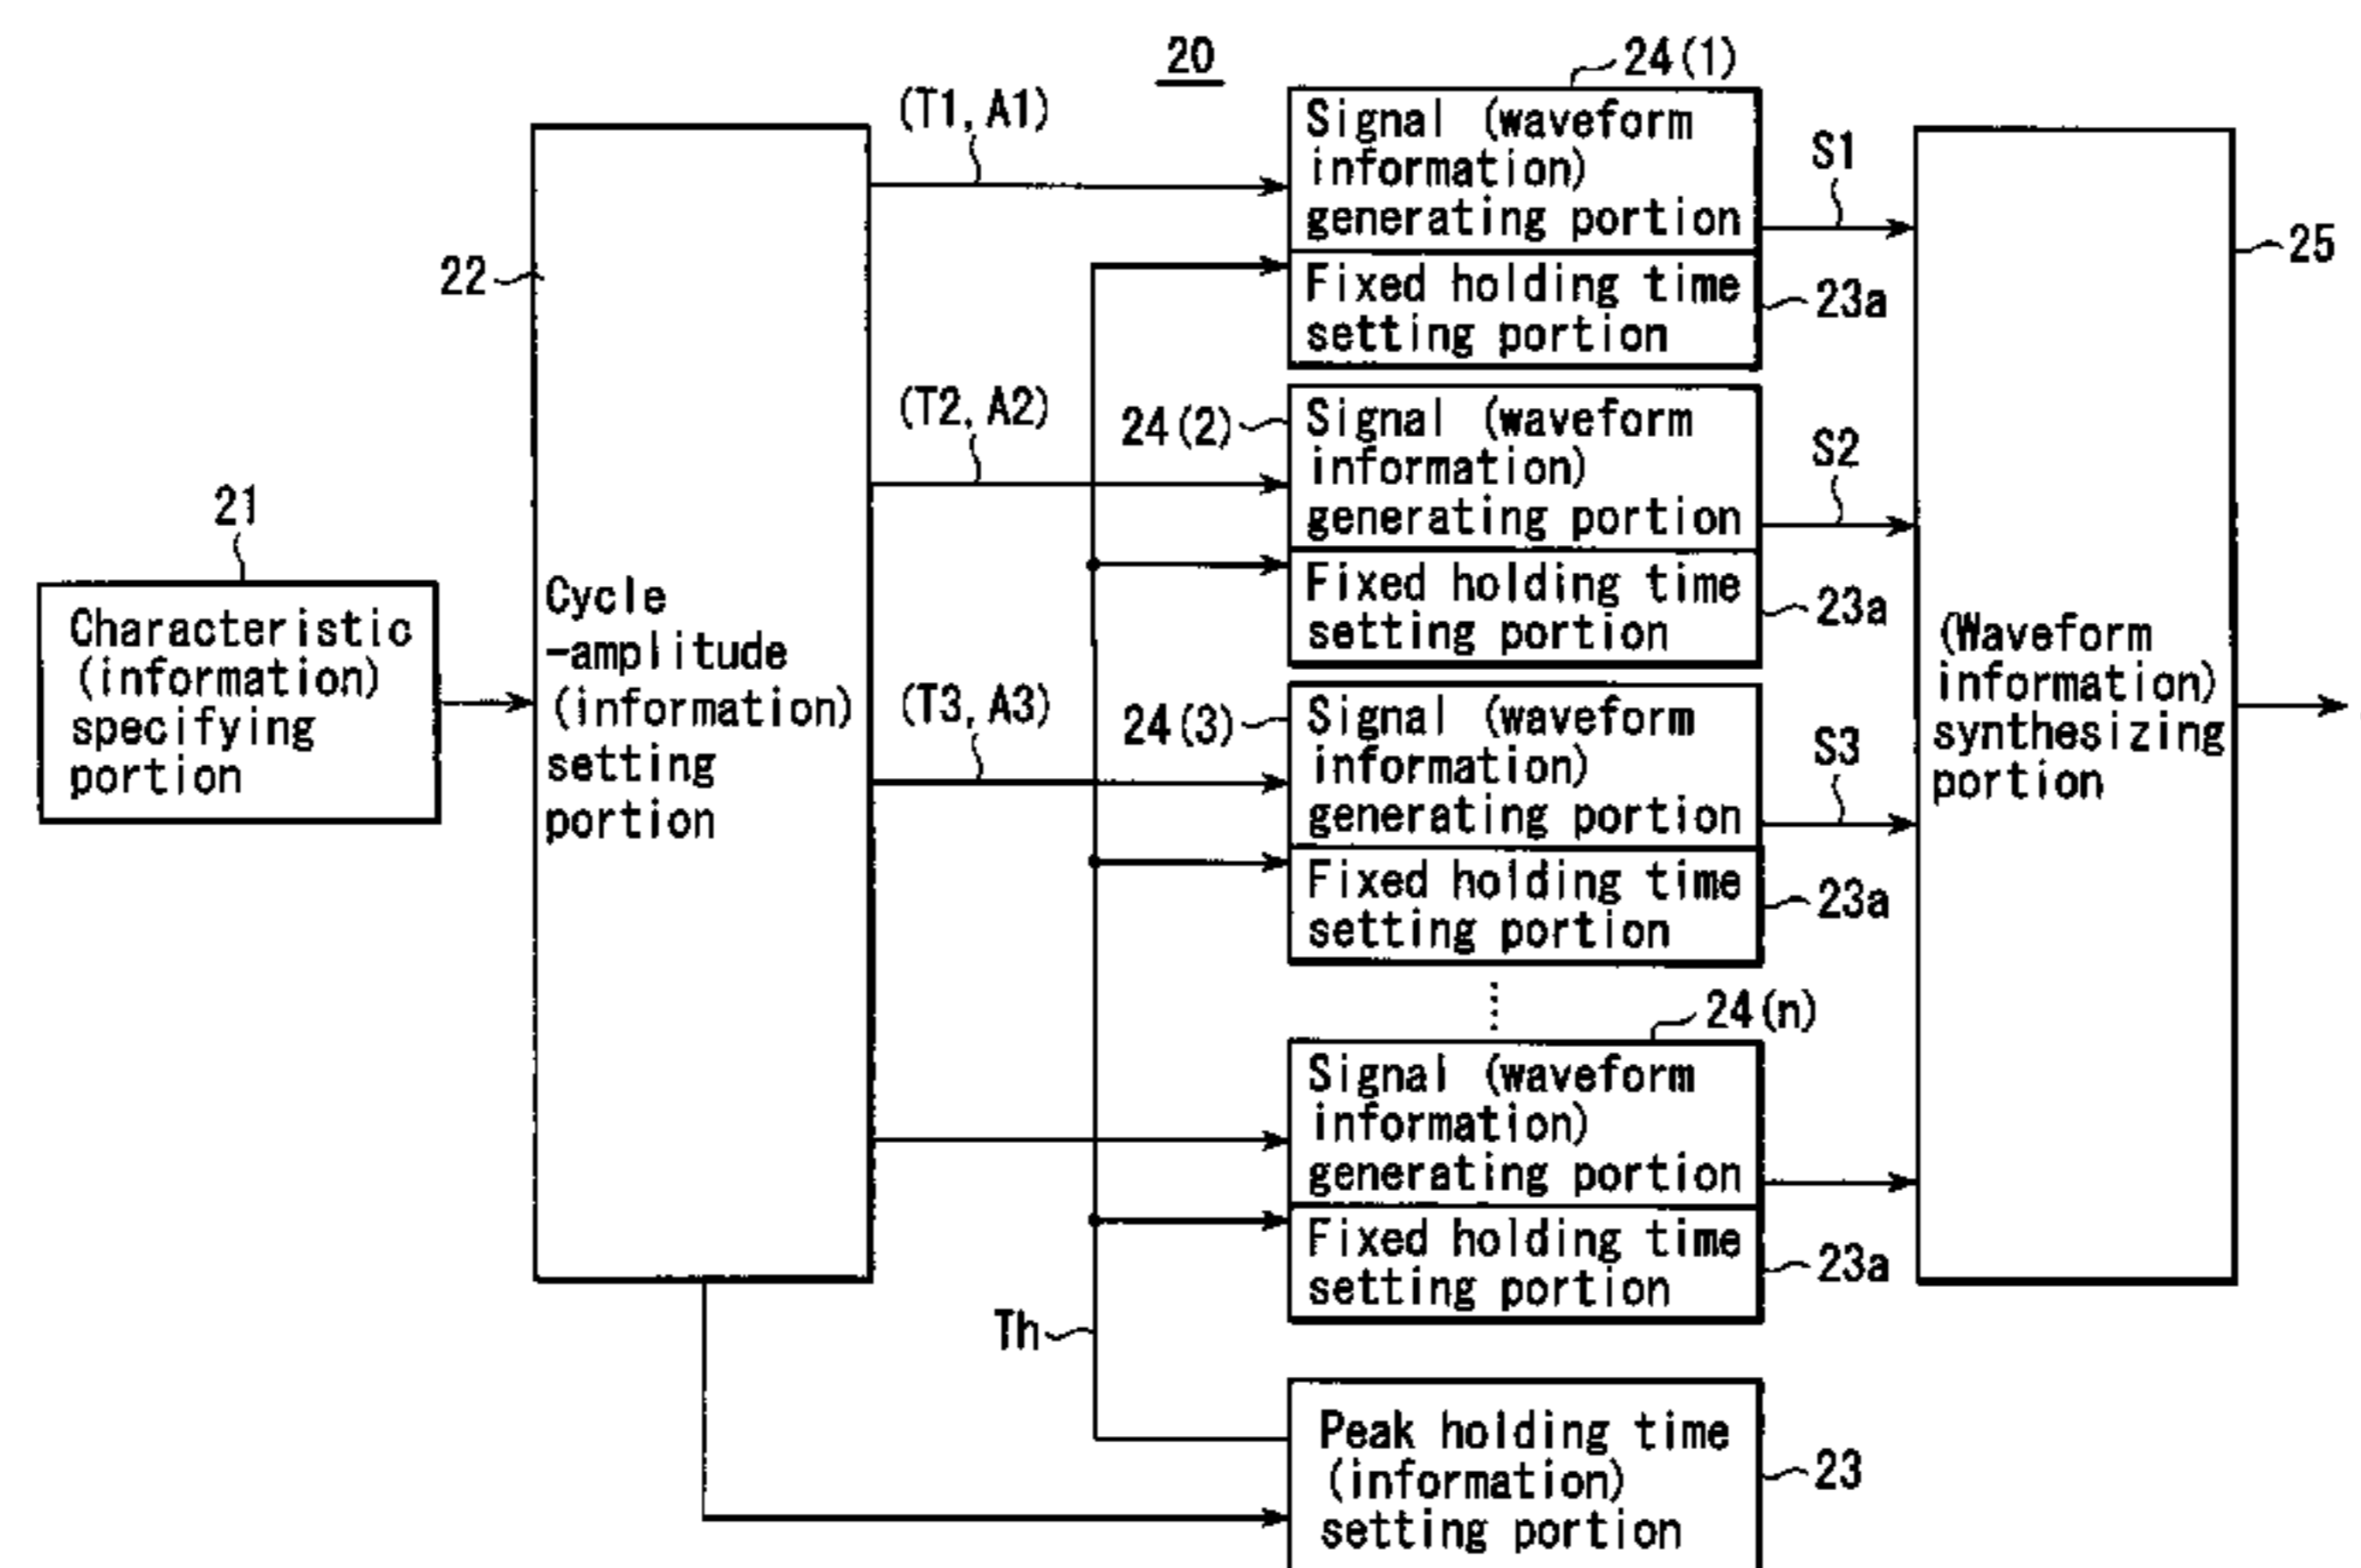 20
21
Characteristic
(information)
specifying
portion
22
Cycle
-amplitude
(information)
setting
portion
(T1, A1)
(T2, A2)
(T3, A3)
24(1)
Signal (waveform
information)
generating portion
Fixed holding time
setting portion
23a
S1
24(2)
Signal (waveform
information)
generating portion
Fixed holding time
setting portion
23a
S2
24(3)
Signal (waveform
information)
generating portion
Fixed holding time
setting portion
23a
S3
24(n)
Signal (waveform
information)
generating portion
Fixed holding time
setting portion
23a
Th
Peak holding time
(information)
setting portion
23
25
(Waveform
information)
synthesizing
portion